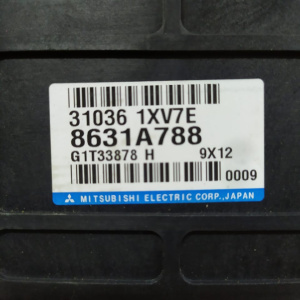 31036 1XV7E
8631A788
G1T33878 H 9X12
0009
MITSUBISHI ELECTRIC CORP., JAPAN